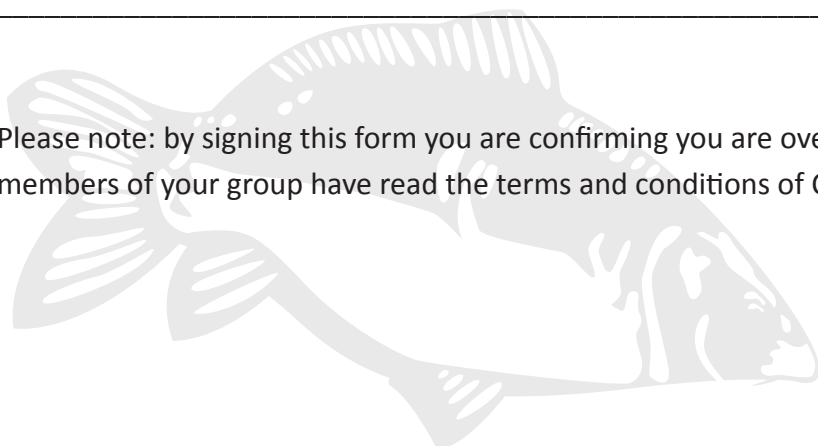 Please note: by signing this form you are confirming you are ove
members of your group have read the terms and conditions of C